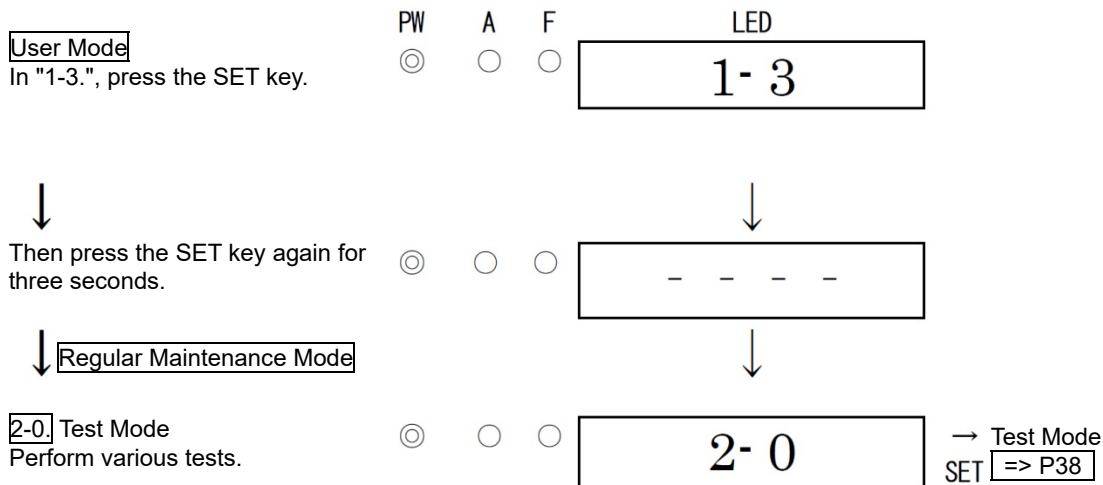 PW A F LED
User Mode
In "1-3.", press the SET key.
◎ ○ ○ 1- 3
↓ ↓
Then press the SET key again for
three seconds.
◎ ○ ○ - - - -
↓ Regular Maintenance Mode ↓
2-0. Test Mode
Perform various tests.
◎ ○ ○ 2- 0
→ Test Mode
SET => P38